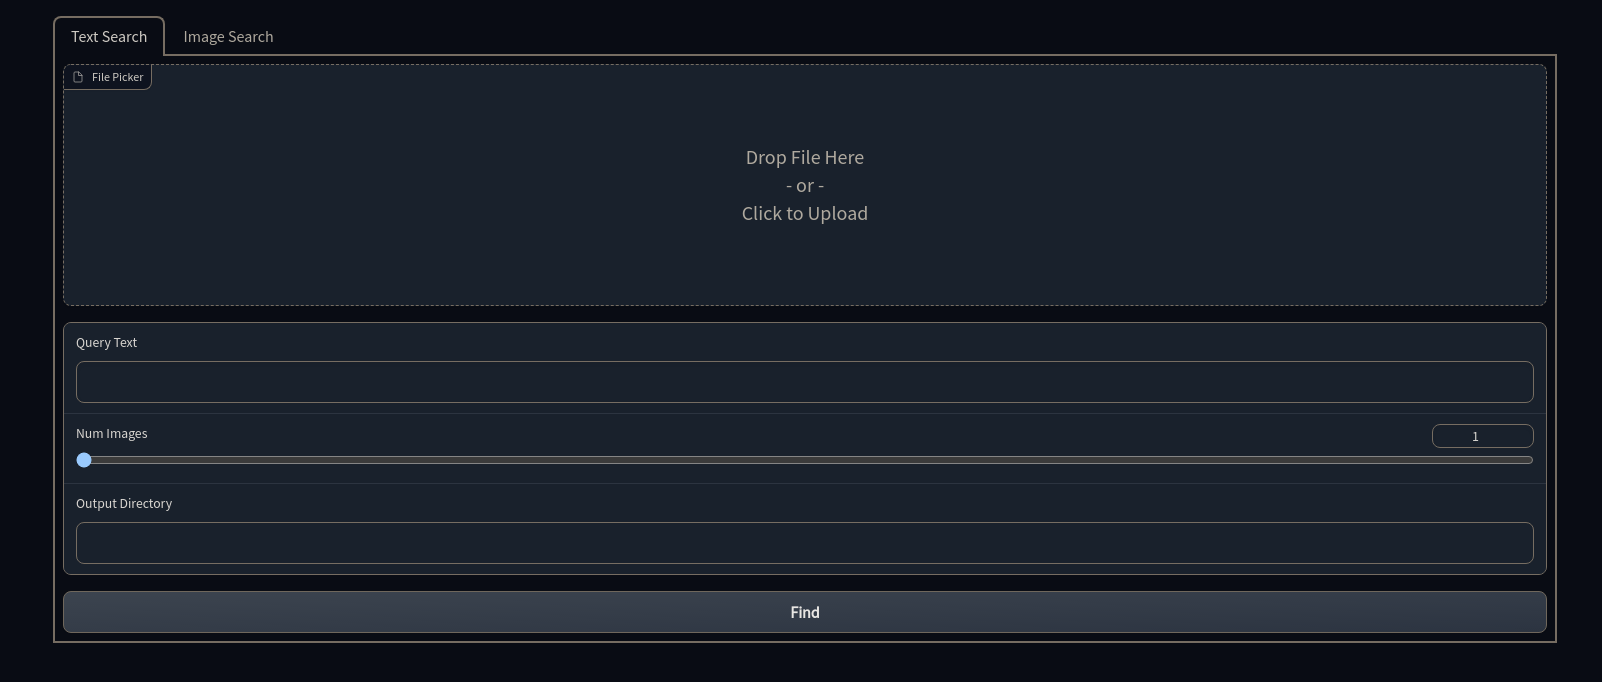 Text Search Image Search
File Picker
Drop File Here
- or -
Click to Upload
Query Text
Num Images 1
Output Directory
Find